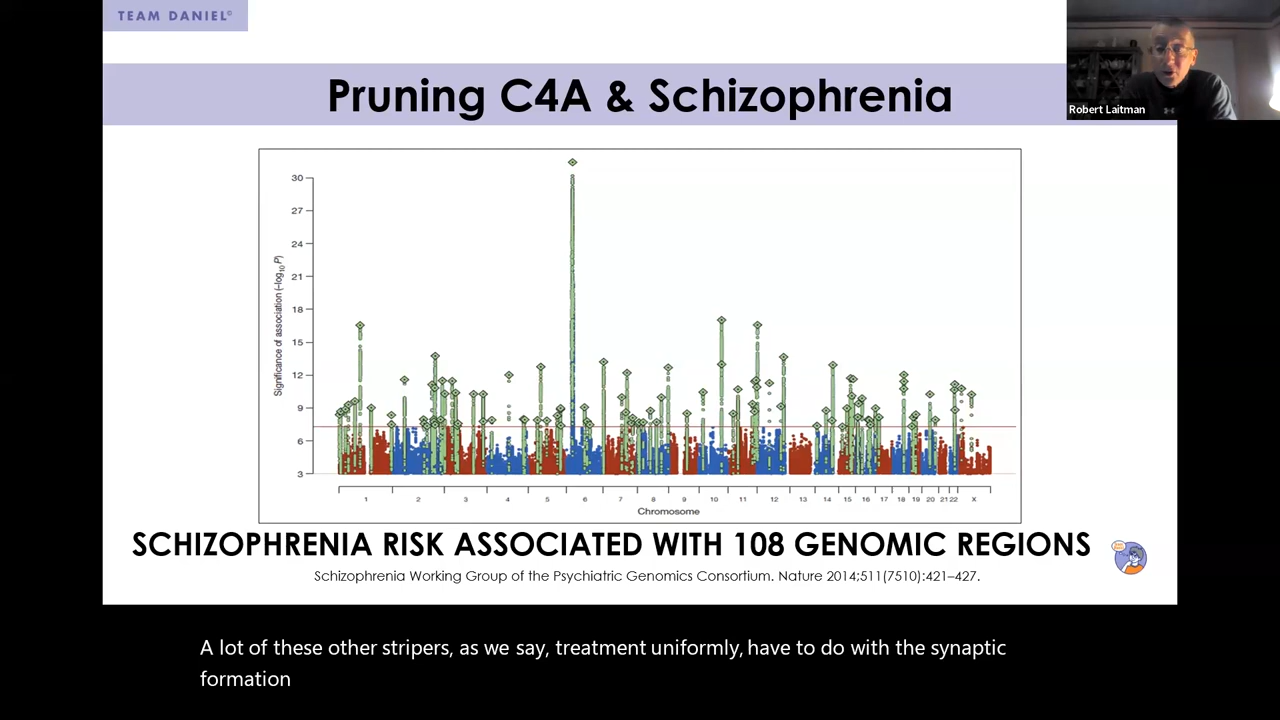 TEAM DANIEL©
Robert Laitman
Pruning C4A & Schizophrenia
30
27
24
21
18
15
12
9
6
3
Significance of association (–log10 P)
1 2 3 4 5 6 7 8 9 10 11 12 13 14 15 16 17 18 19 20 21 22 X
Chromosome
SCHIZOPHRENIA RISK ASSOCIATED WITH 108 GENOMIC REGIONS
Schizophrenia Working Group of the Psychiatric Genomics Consortium. Nature 2014;511(7510):421–427.
A lot of these other stripers, as we say, treatment uniformly, have to do with the synaptic
formation